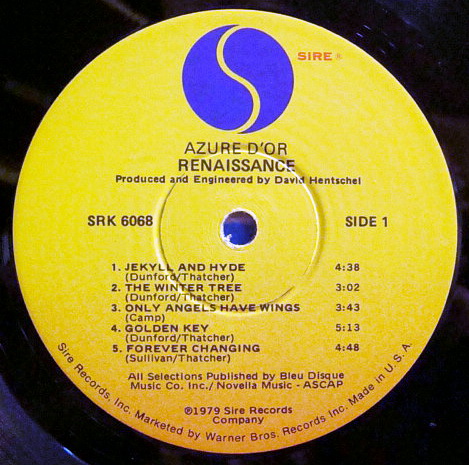 SIRE ®
AZURE D'OR
RENAISSANCE
Produced and Engineered by David Hentschel
SRK 6068
SIDE 1
1. JEKYLL AND HYDE 4:38
(Dunford/Thatcher)
2. THE WINTER TREE 3:02
(Dunford/Thatcher)
3. ONLY ANGELS HAVE WINGS 3:43
(Camp)
4. GOLDEN KEY 5:13
(Dunford/Thatcher)
5. FOREVER CHANGING 4:48
(Sullivan/Thatcher)
All Selections Published by Bleu Disque
Music Co. Inc./ Novella Music - ASCAP
℗1979 Sire Records
Company
Sire Records, Inc. Marketed by Warner Bros. Records Inc. Made in U.S.A.